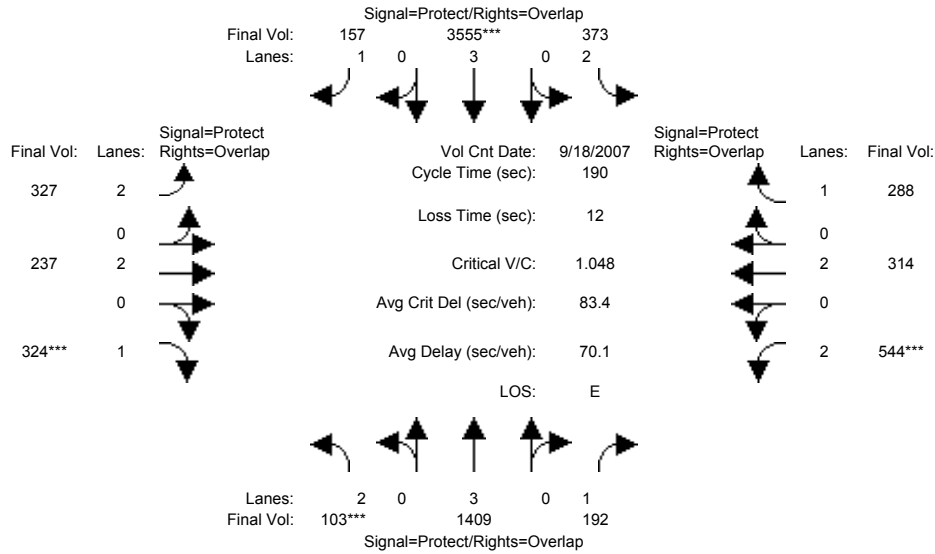 Signal=Protect/Rights=Overlap
Final Vol: 157 3555*** 373
Lanes: 1 0 3 0 2
Signal=Protect
Final Vol: Lanes: Rights=Overlap
Vol Cnt Date: 9/18/2007
Signal=Protect
Rights=Overlap Lanes: Final Vol:
Cycle Time (sec): 190
327 2
1 288
Loss Time (sec): 12
0
0
237 2
Critical V/C: 1.048
2 314
0
Avg Crit Del (sec/veh): 83.4
0
324*** 1
Avg Delay (sec/veh): 70.1
2 544***
LOS: E
Lanes: 2 0 3 0 1
Final Vol: 103*** 1409 192
Signal=Protect/Rights=Overlap